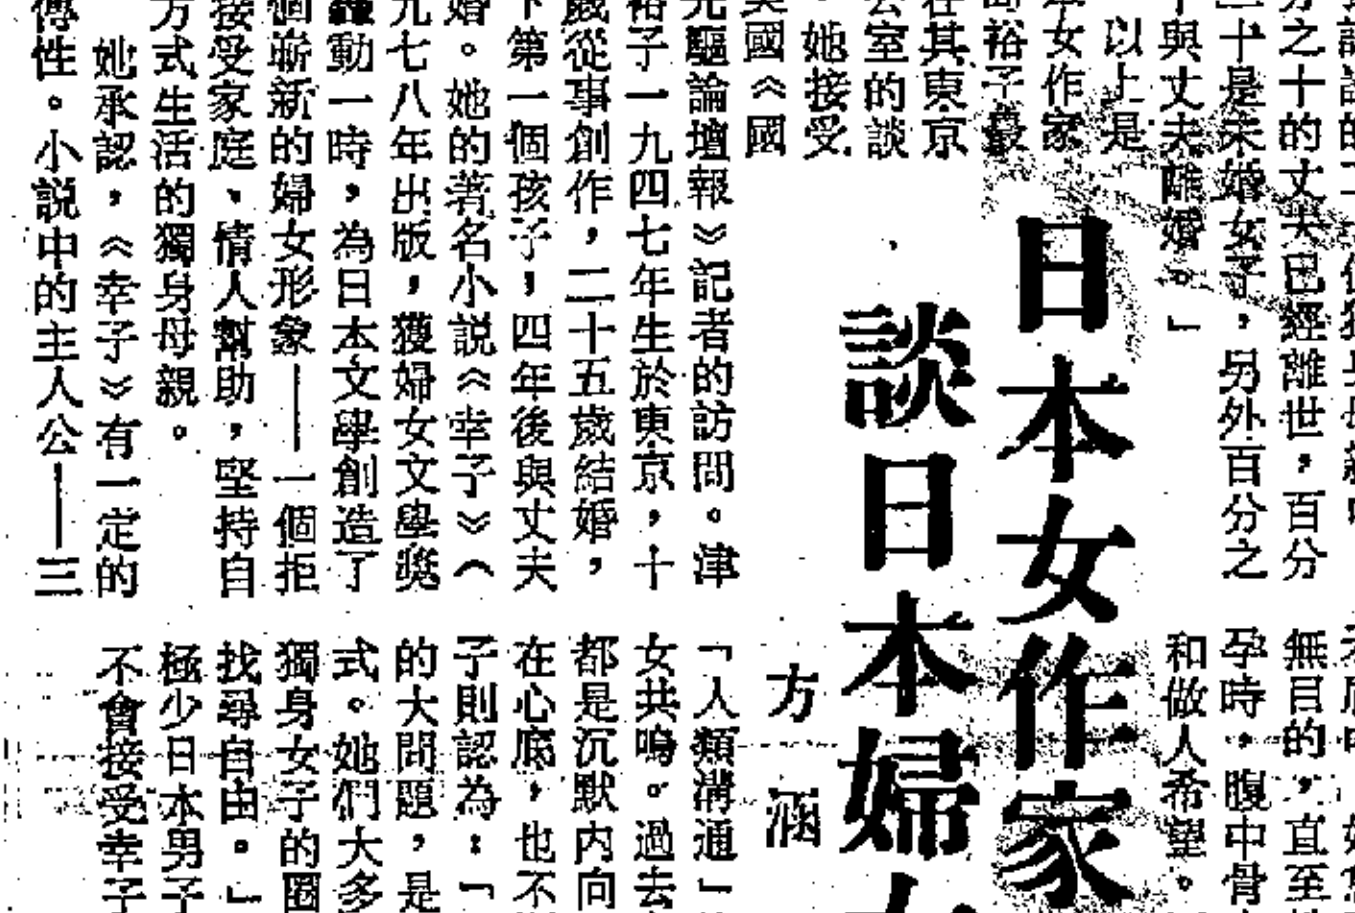 分之十的丈夫已經離世，百分
二十是未婚女子，另外百分之
十與丈夫離婚。」
以上是
本女作家
島裕子最
在其東京
公室的談
。她接受
美國《國
先驅論壇報》記者的訪問。津
裕子一九四七年生於東京，十
歲從事創作，二十五歲結婚，
下第一個孩子，四年後與丈夫
婚。她的著名小説《幸子》（
九七八年出版，獲婦女文學獎
轟動一時，為日本文學創造了
個嶄新的婦女形象——一個拒
接受家庭、情人幫助，堅持自
方式生活的獨身母親。
她承認，《幸子》有一定的
傳性。小説中的主人公——三
日本女作家
談日本婦女
方涵
無目的，直至
孕時，腹中骨
和做人希望。
「人類溝通」
女共鳴。過去
都是沉默内向
在心底，也不
子則認為：「
的大問題，是
式。她們大多
獨身女子的圈
找尋自由。」
極少日本男子
不會接受幸子